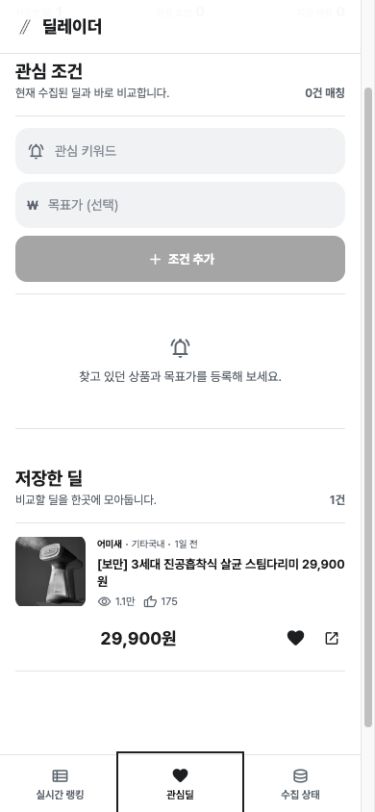 딜레이더
관심 조건
현재 수집된 딜과 바로 비교합니다.
0건 매칭
관심 키워드
₩ 목표가 (선택)
+ 조건 추가
찾고 있던 상품과 목표가를 등록해 보세요.
저장한 딜
비교할 딜을 한곳에 모아둡니다.
1건
어미새 · 기타국내 · 1일 전
[보만] 3세대 진공흡착식 살균 스팀다리미 29,900
원
1.1만 175
29,900원
실시간 랭킹
관심딜
수집 상태